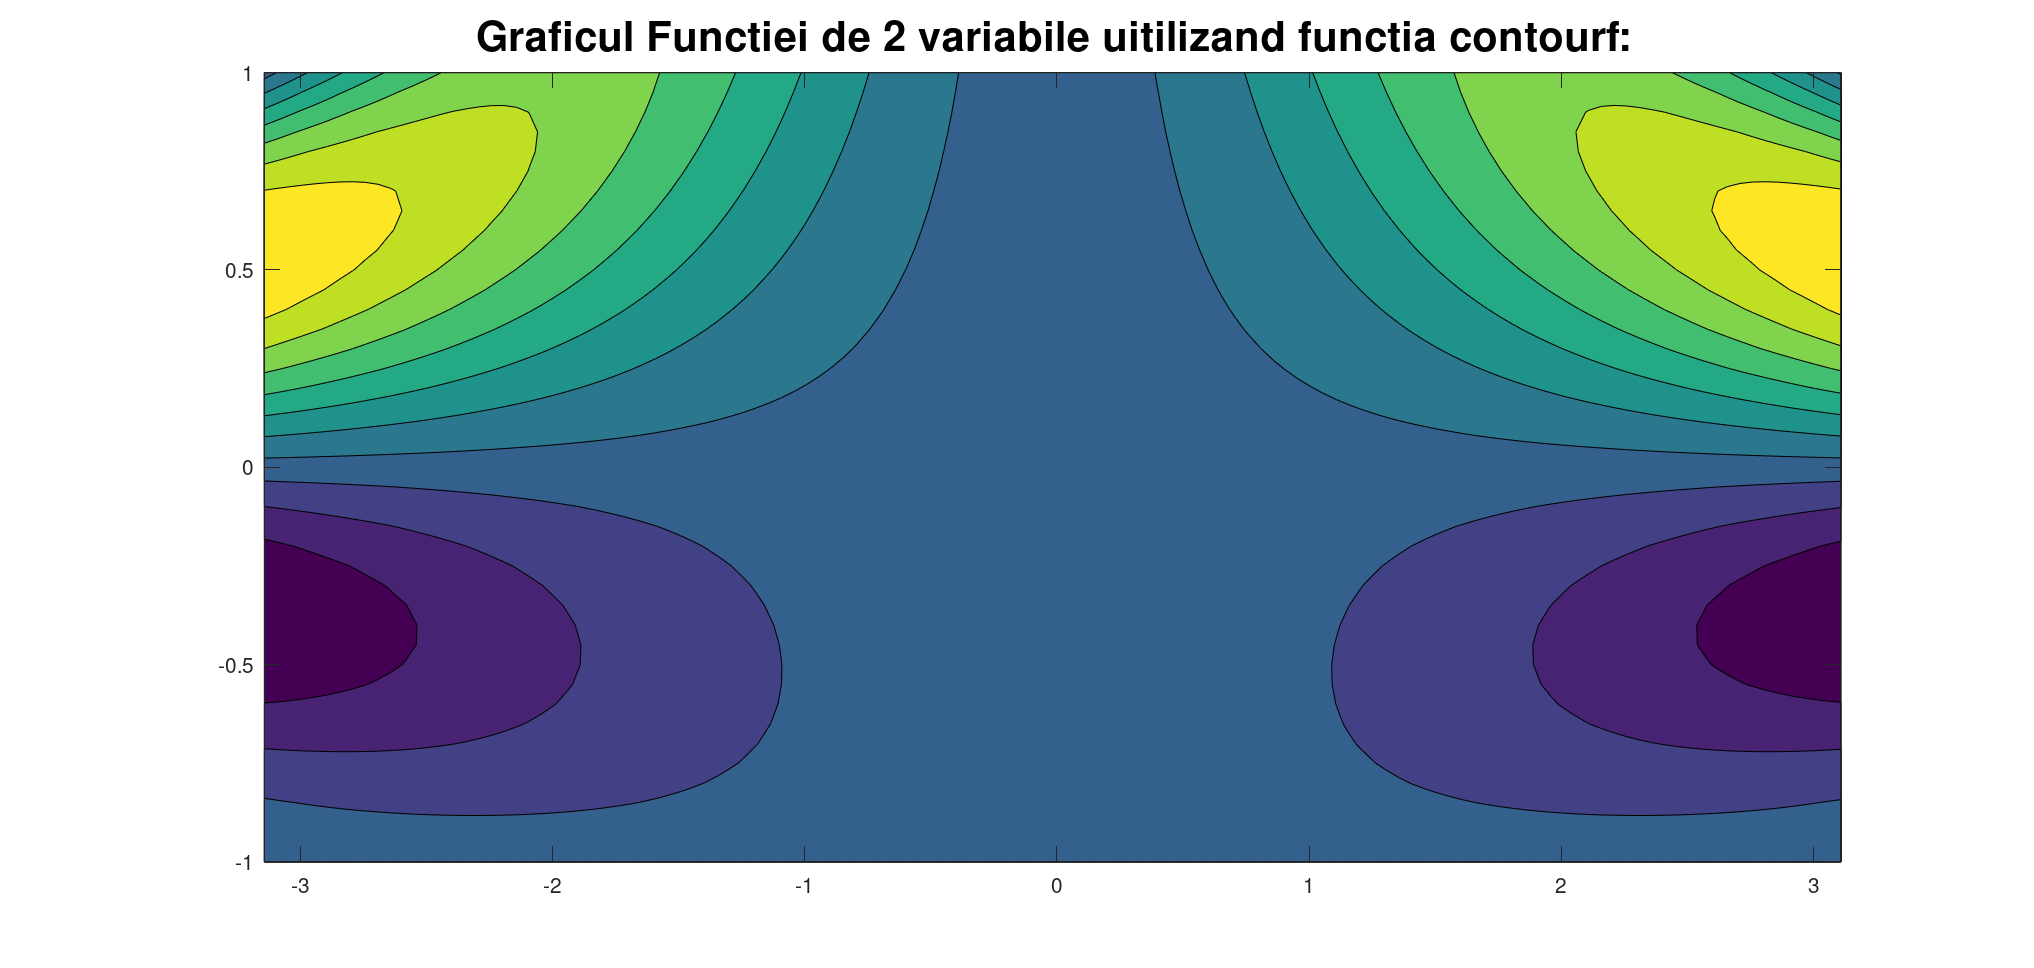 Graficul Functiei de 2 variabile uitilizand functia contourf:
1
0.5
0
-0.5
-1
-3 -2 -1 0 1 2 3